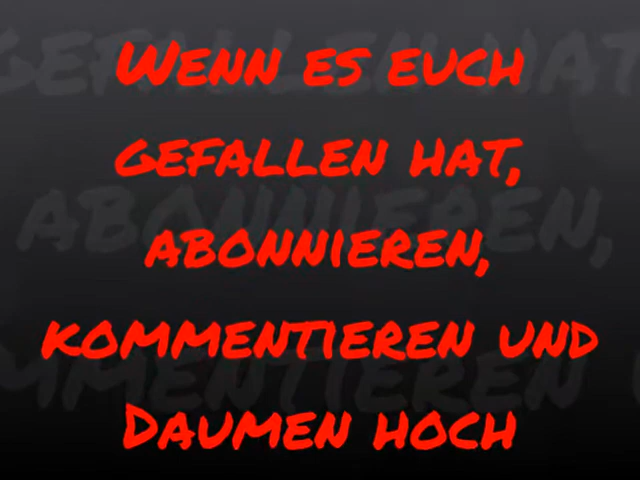 Wenn es euch
gefallen hat,
abonnieren,
kommentieren und
Daumen hoch